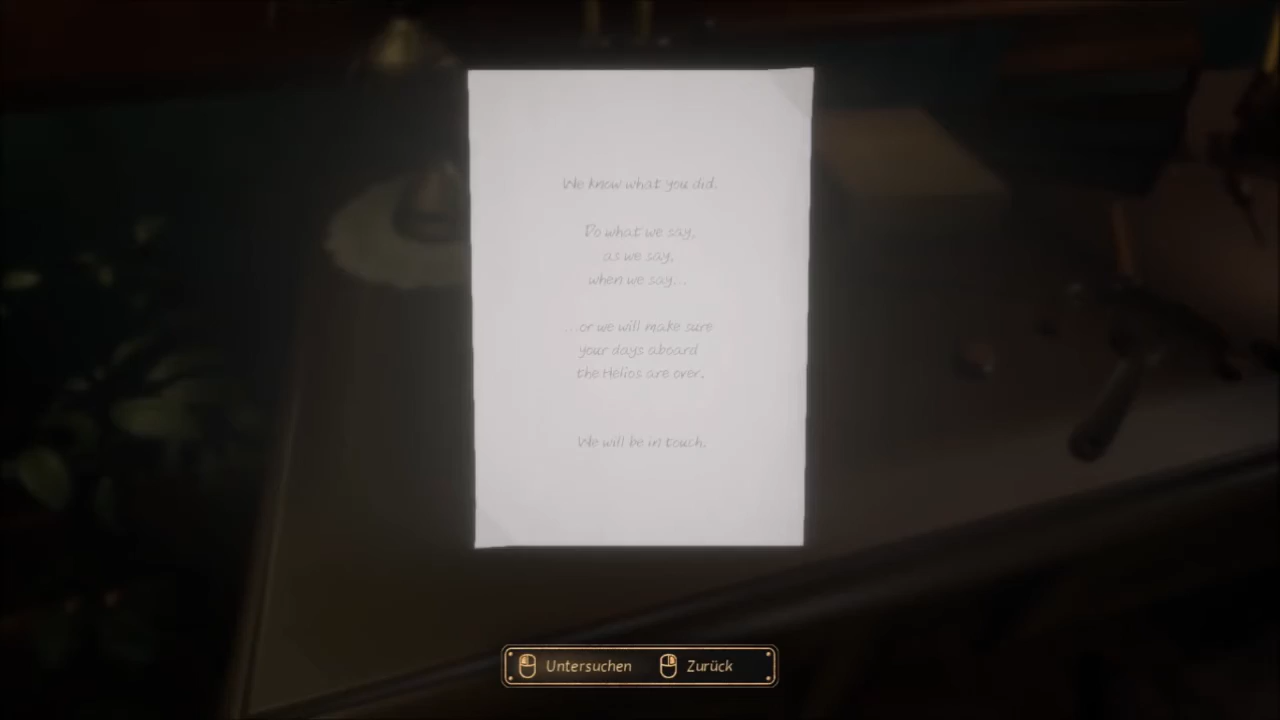 We know what you did.
Do what we say,
as we say,
when we say...
...or we will make sure
your days aboard
the Helios are over.
We will be in touch.
Untersuchen Zurück